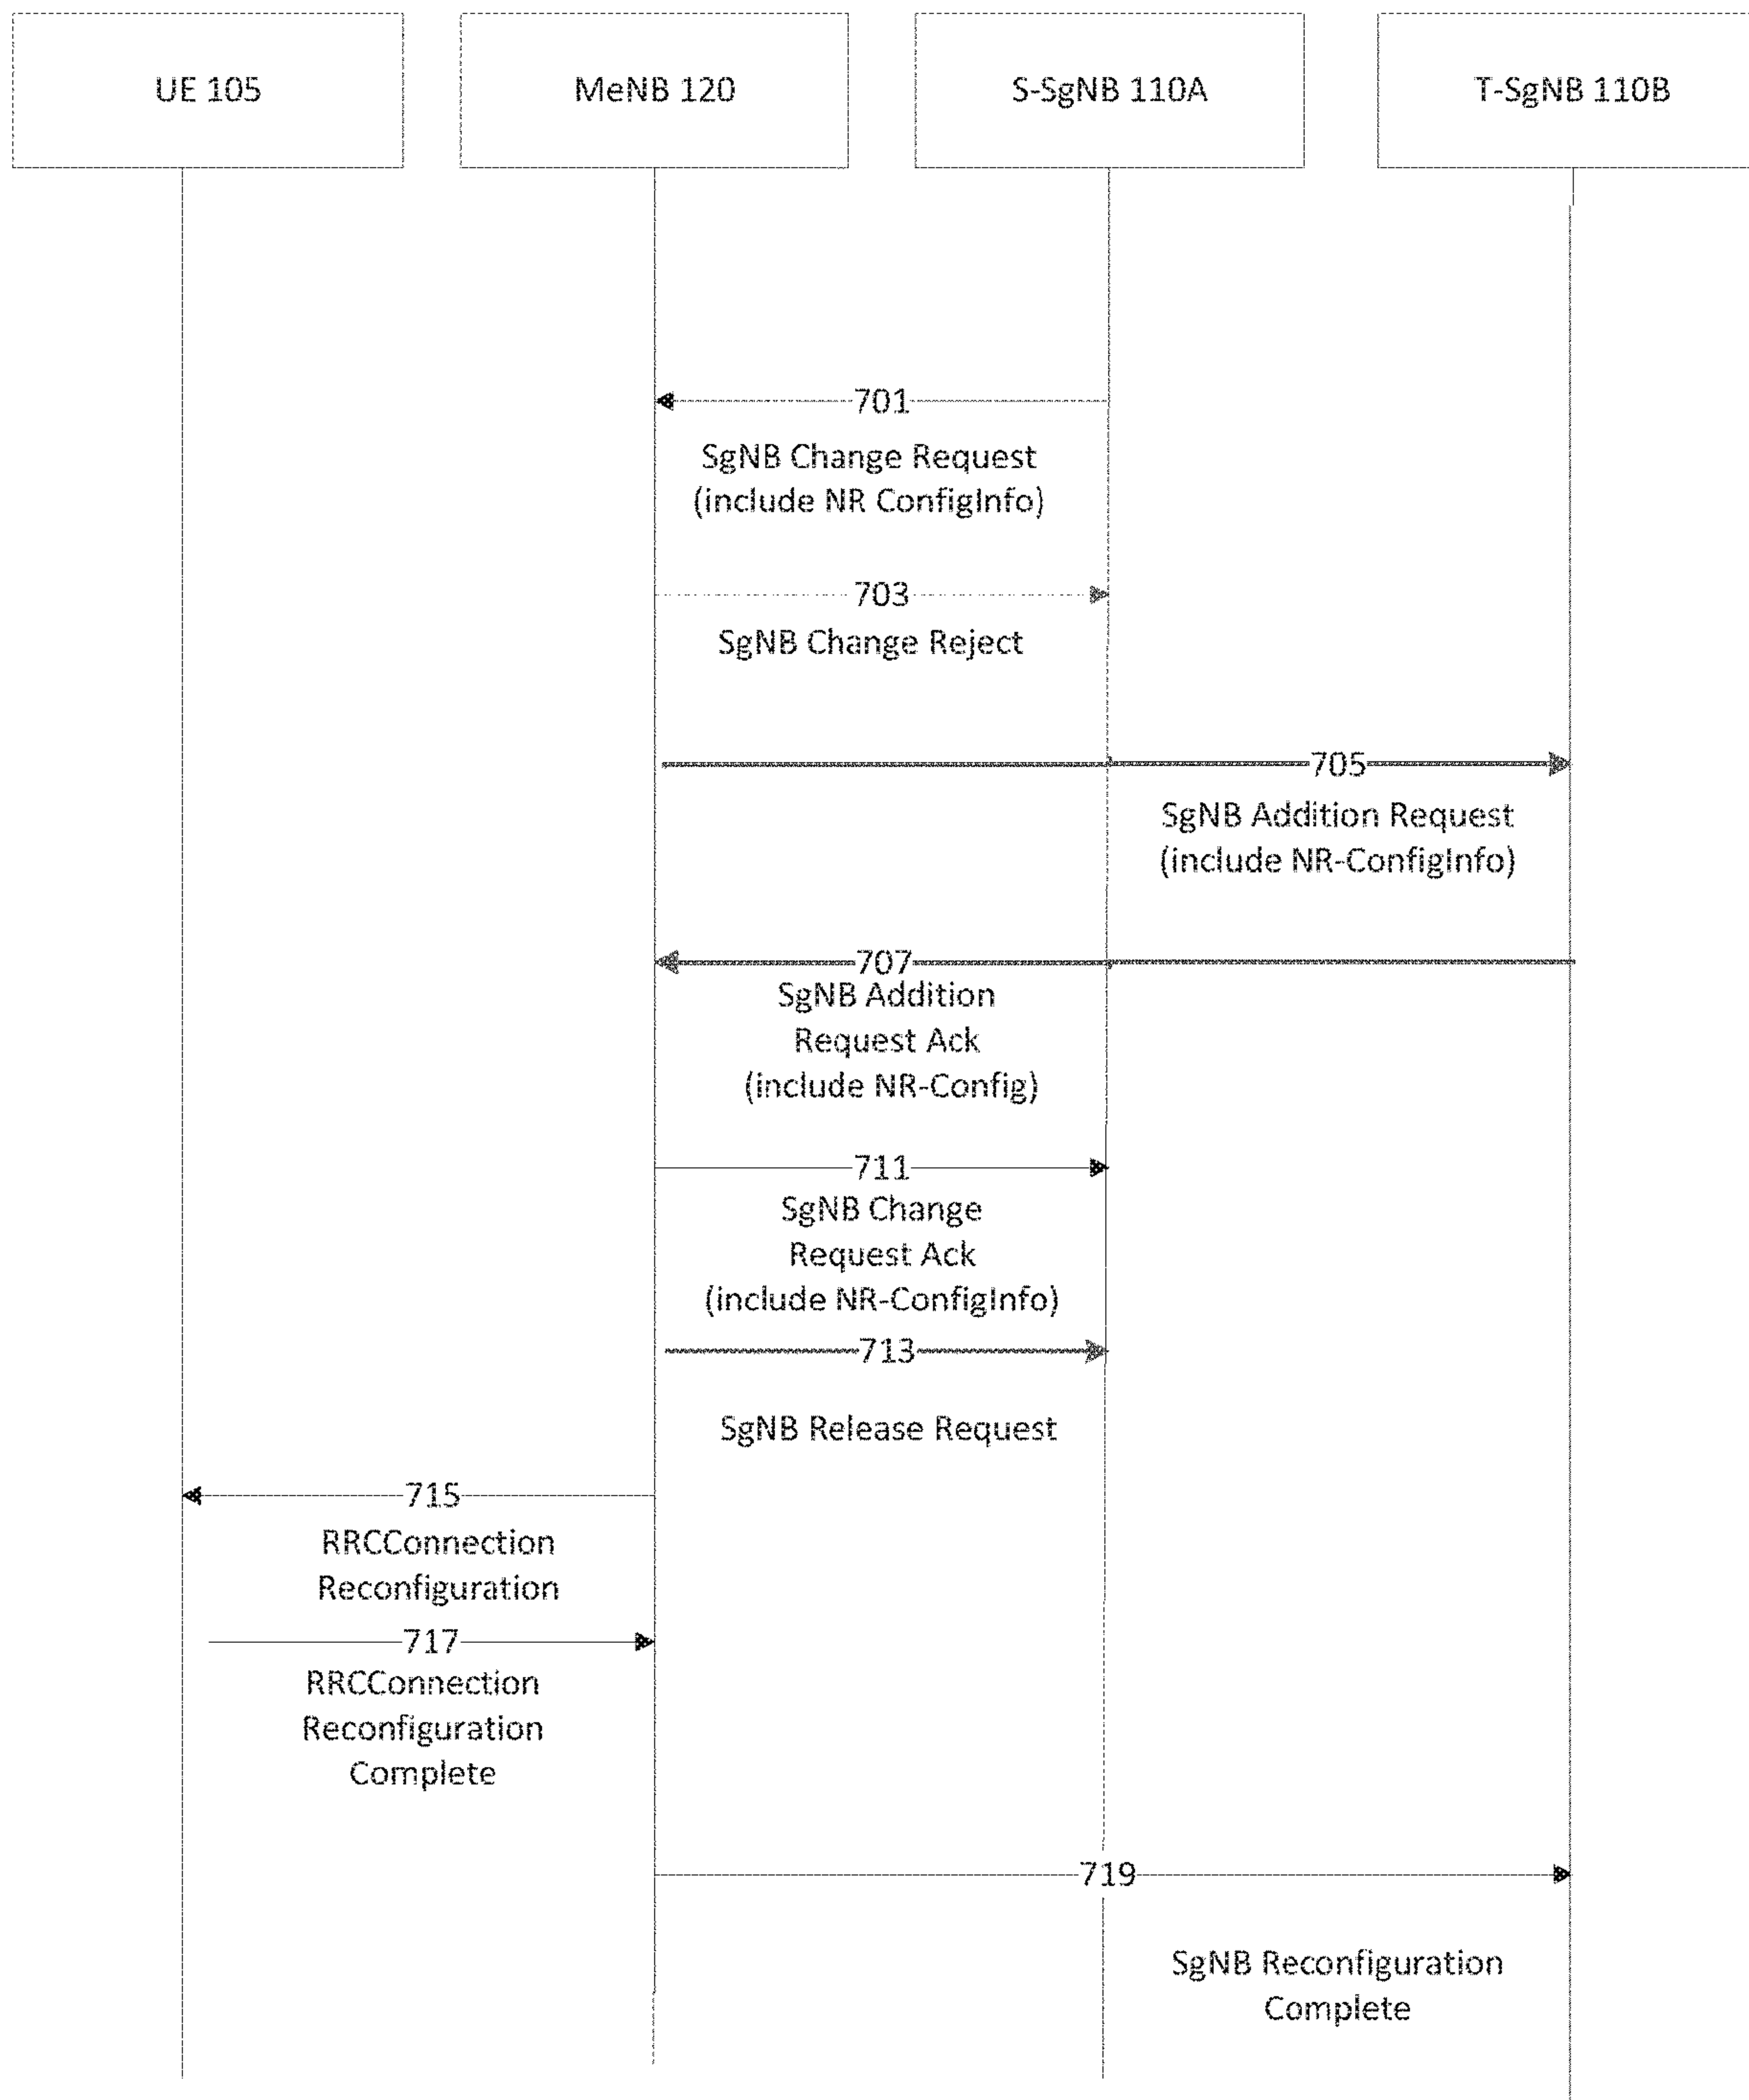 UE 105
MeNB 120
S-SgNB 110A
T-SgNB 110B
701
SgNB Change Request
(include NR ConfigInfo)
703
SgNB Change Reject
705
SgNB Addition Request
(include NR-ConfigInfo)
707
SgNB Addition
Request Ack
(include NR-Config)
711
SgNB Change
Request Ack
(include NR-ConfigInfo)
713
SgNB Release Request
715
RRCConnection
Reconfiguration
717
RRCConnection
Reconfiguration
Complete
719
SgNB Reconfiguration
Complete